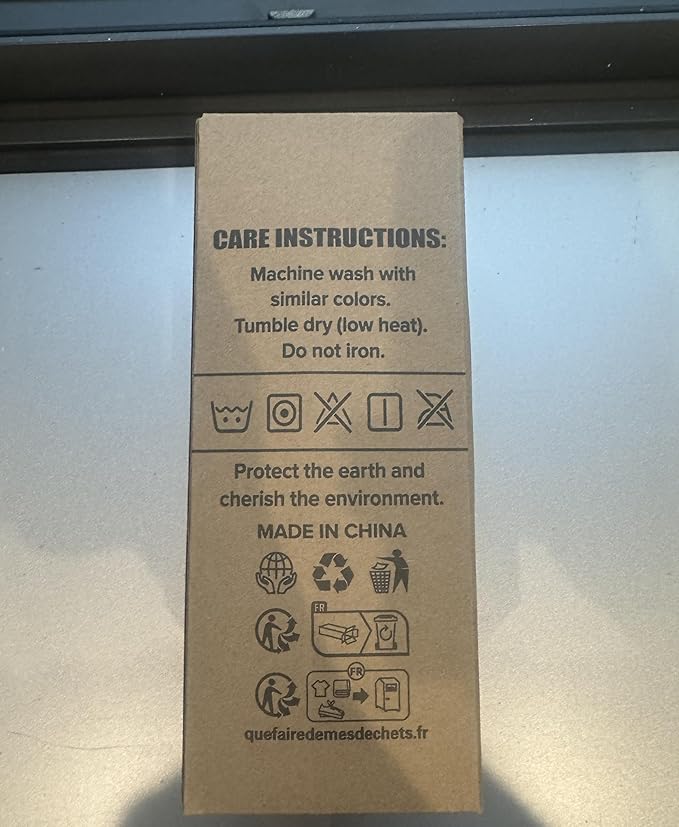 CARE INSTRUCTIONS:
Machine wash with
similar colors.
Tumble dry (low heat).
Do not iron.
Protect the earth and
cherish the environment.
MADE IN CHINA
FR
FR
quefairedemesdechets.fr